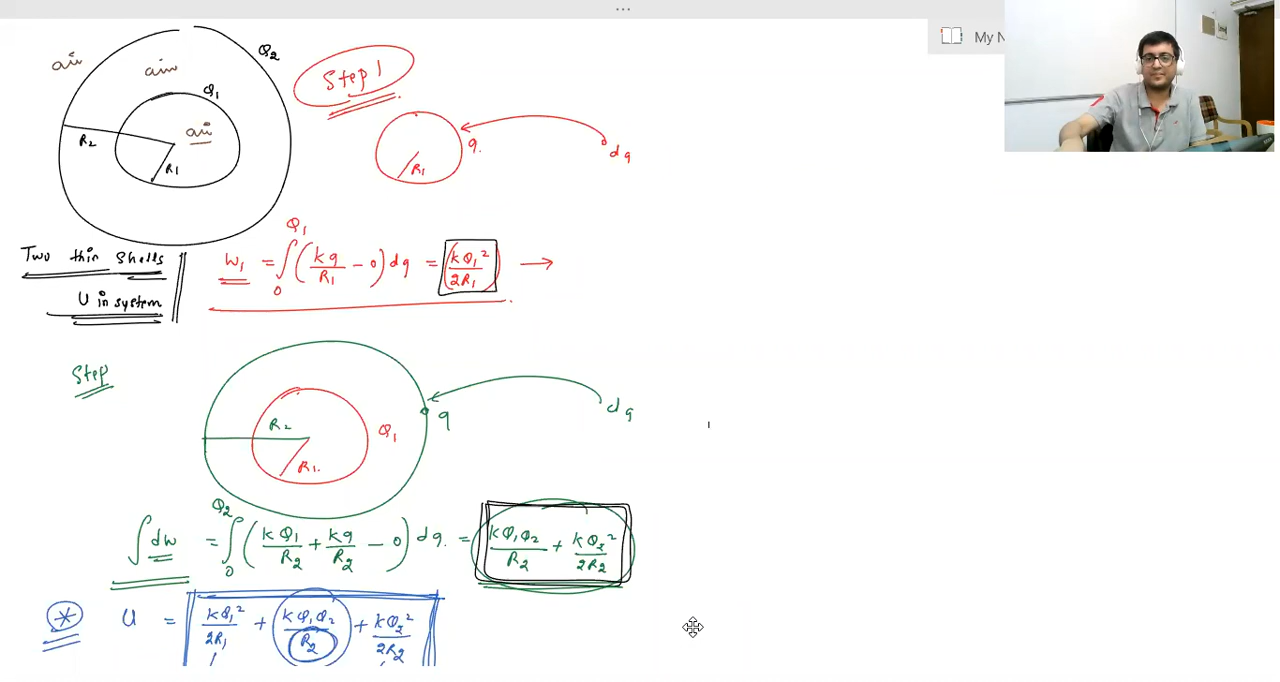 air
air
air
Q2
Q1
R2
R1
Step 1
R1
q.
dq
Two thin shells
U in system
W1 = ∫₀^Q1 (kq/R1 − 0) dq = (kQ1²/2R1) →
Step
R2
R1.
Q1
q
dq
∫dW = ∫₀^Q2 (kQ1/R2 + kq/R2 − 0) dq. = kQ1Q2/R2 + kQ2²/2R2
* U = kQ1²/2R1 + kQ1Q2/R2 + kQ2²/2R2